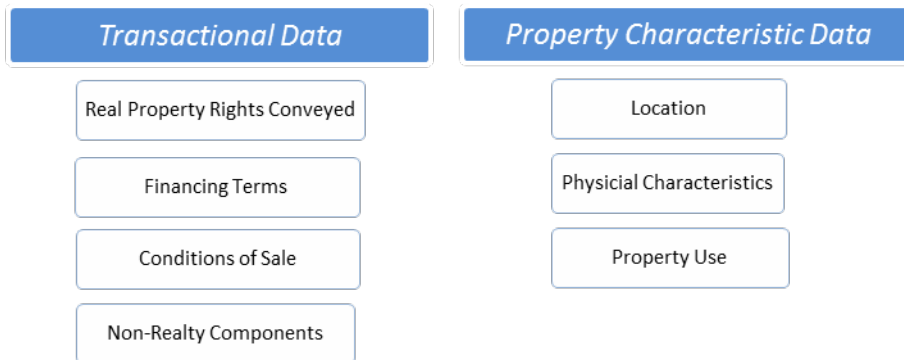 Transactional Data
Real Property Rights Conveyed
Financing Terms
Conditions of Sale
Non-Realty Components
Property Characteristic Data
Location
Physicial Characteristics
Property Use